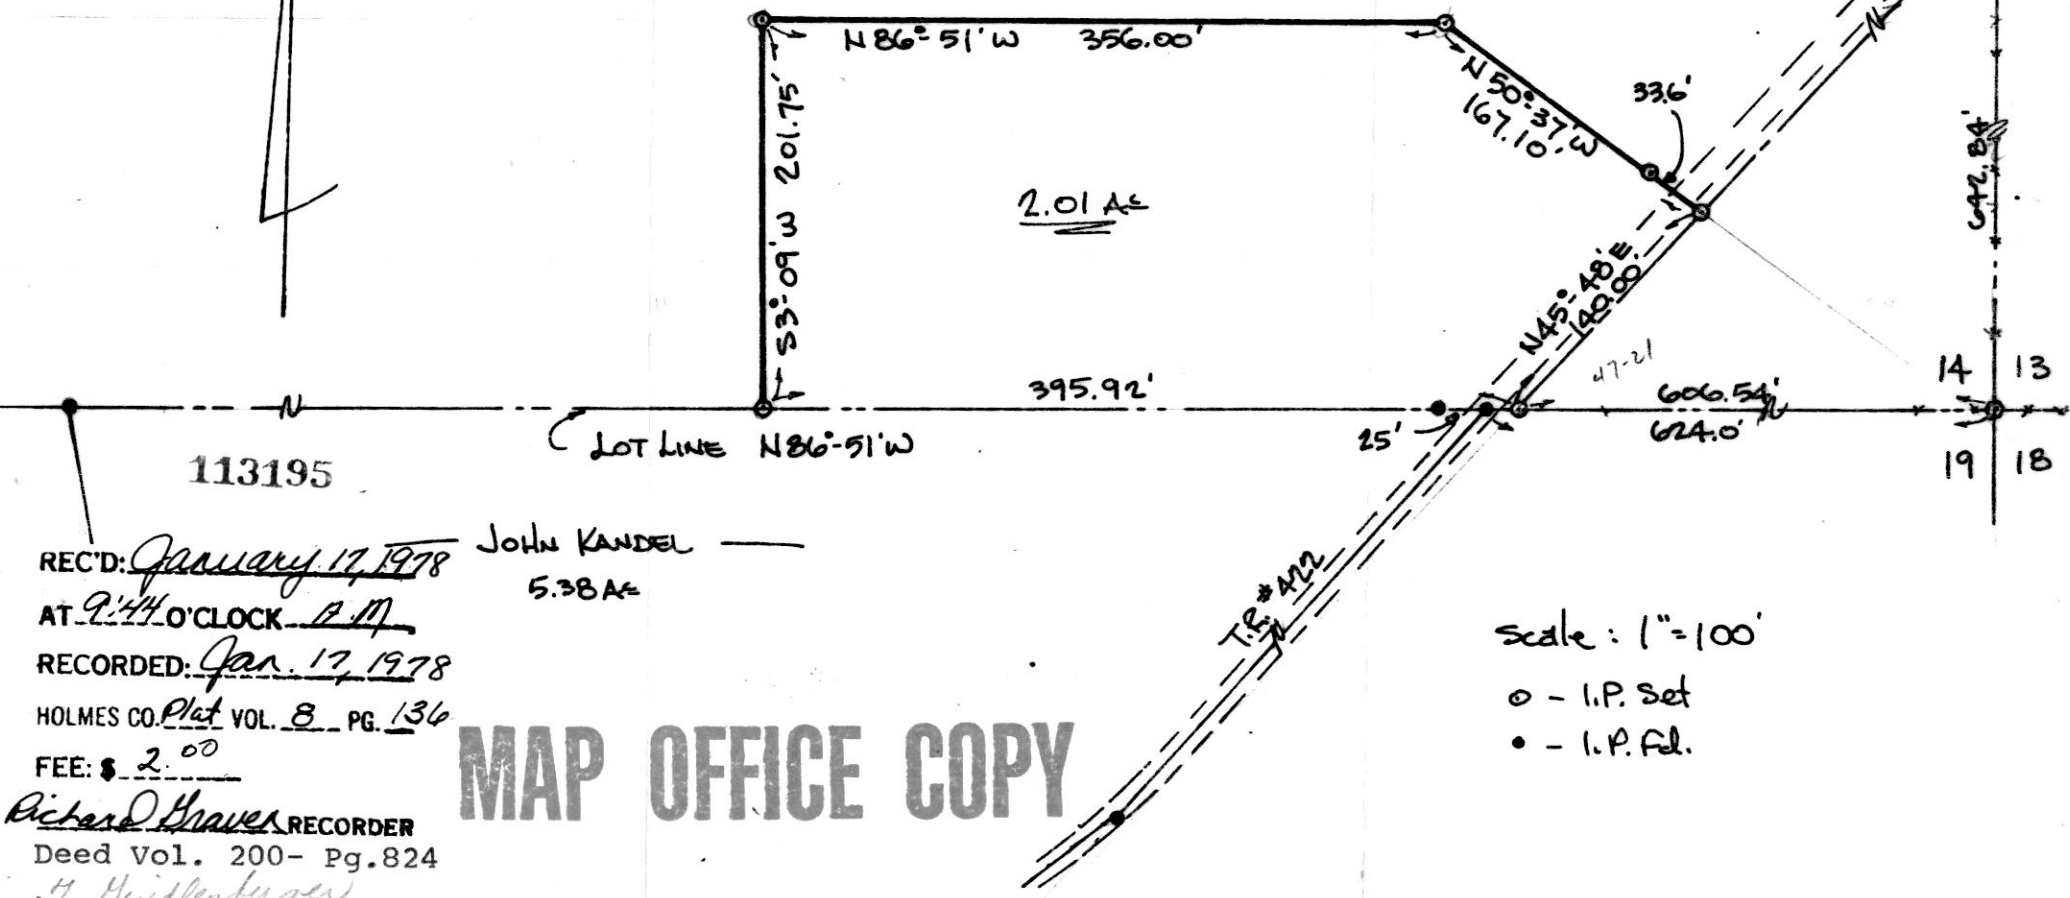 N86°-51'W 356.00'
N50°-37'W
167.10'
33.6'
642.84'
S3°-09'W 201.75'
2.01 Ac
N45°-48'E
140.00'
47-21
14 13
395.92'
606.54'
LOT LINE N86°-51'W
25'
624.0'
19 18
113195
JOHN KANDEL
5.38 Ac
REC'D: January 17, 1978
AT 9:44 O'CLOCK A.M
RECORDED: Jan. 17, 1978
HOLMES CO. Plat VOL. 8 PG. 136
FEE: $ 2.00
Richard Graven RECORDER
Deed Vol. 200- Pg.824
T.R. #422
Scale : 1"=100'
⊙ - I.P. Set
• - I.P. Fd.
MAP OFFICE COPY